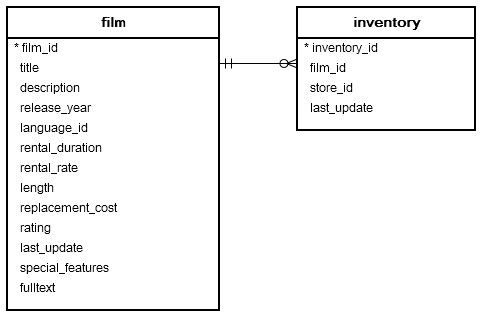 film
* film_id
title
description
release_year
language_id
rental_duration
rental_rate
length
replacement_cost
rating
last_update
special_features
fulltext
inventory
* inventory_id
film_id
store_id
last_update